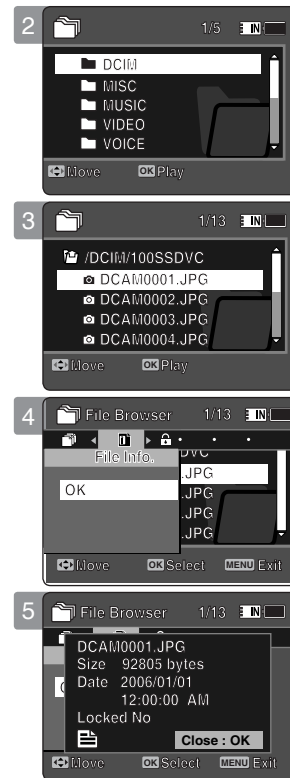 2
1/5 IN
DCIM
MISC
MUSIC
VIDEO
VOICE
Move OK Play
3
1/13 IN
/DCIM/100SSDVC
DCAM0001.JPG
DCAM0002.JPG
DCAM0003.JPG
DCAM0004.JPG
Move OK Play
4
File Browser 1/13 IN
File Info.
DVC
OK
.JPG
.JPG
.JPG
.JPG
Move OK Select MENU Exit
5
File Browser 1/13 IN
DCAM0001.JPG
Size 92805 bytes
Date 2006/01/01
12:00:00 AM
Locked No
Close : OK
Move OK Select MENU Exit